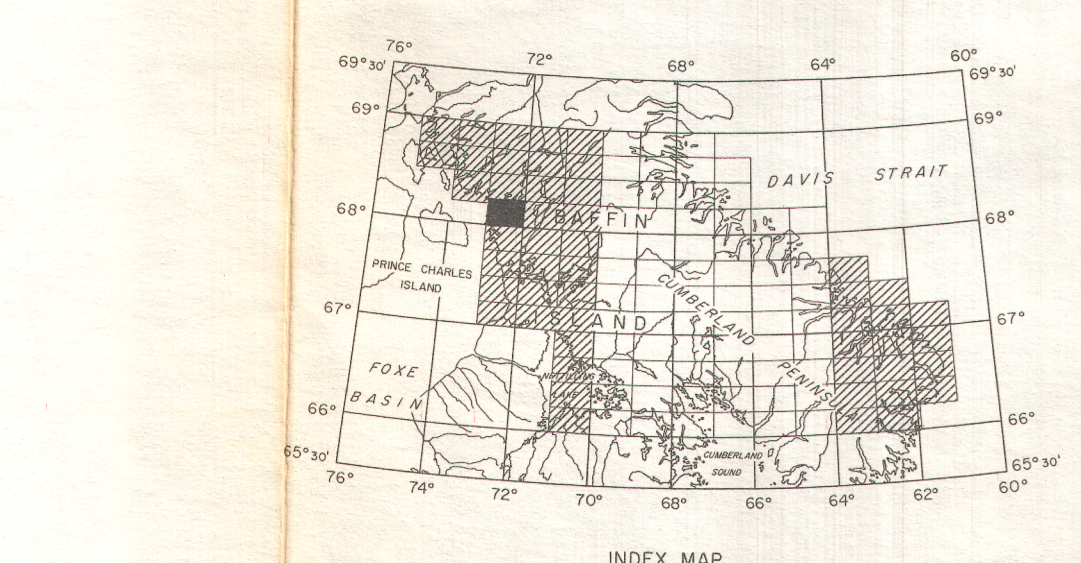 76°
72°
68°
64°
60°
69°30'
69°30'
69°
69°
DAVIS STRAIT
68°
BAFFIN
68°
PRINCE CHARLES
ISLAND
CUMBERLAND
67°
ISLAND
67°
FOXE
NETTILLING
PENINS
BASIN
LAKE
66°
66°
65°30'
CUMBERLAND
SOUND
65°30'
76°
74°
72°
70°
68°
66°
64°
62°
60°
INDEX MAP